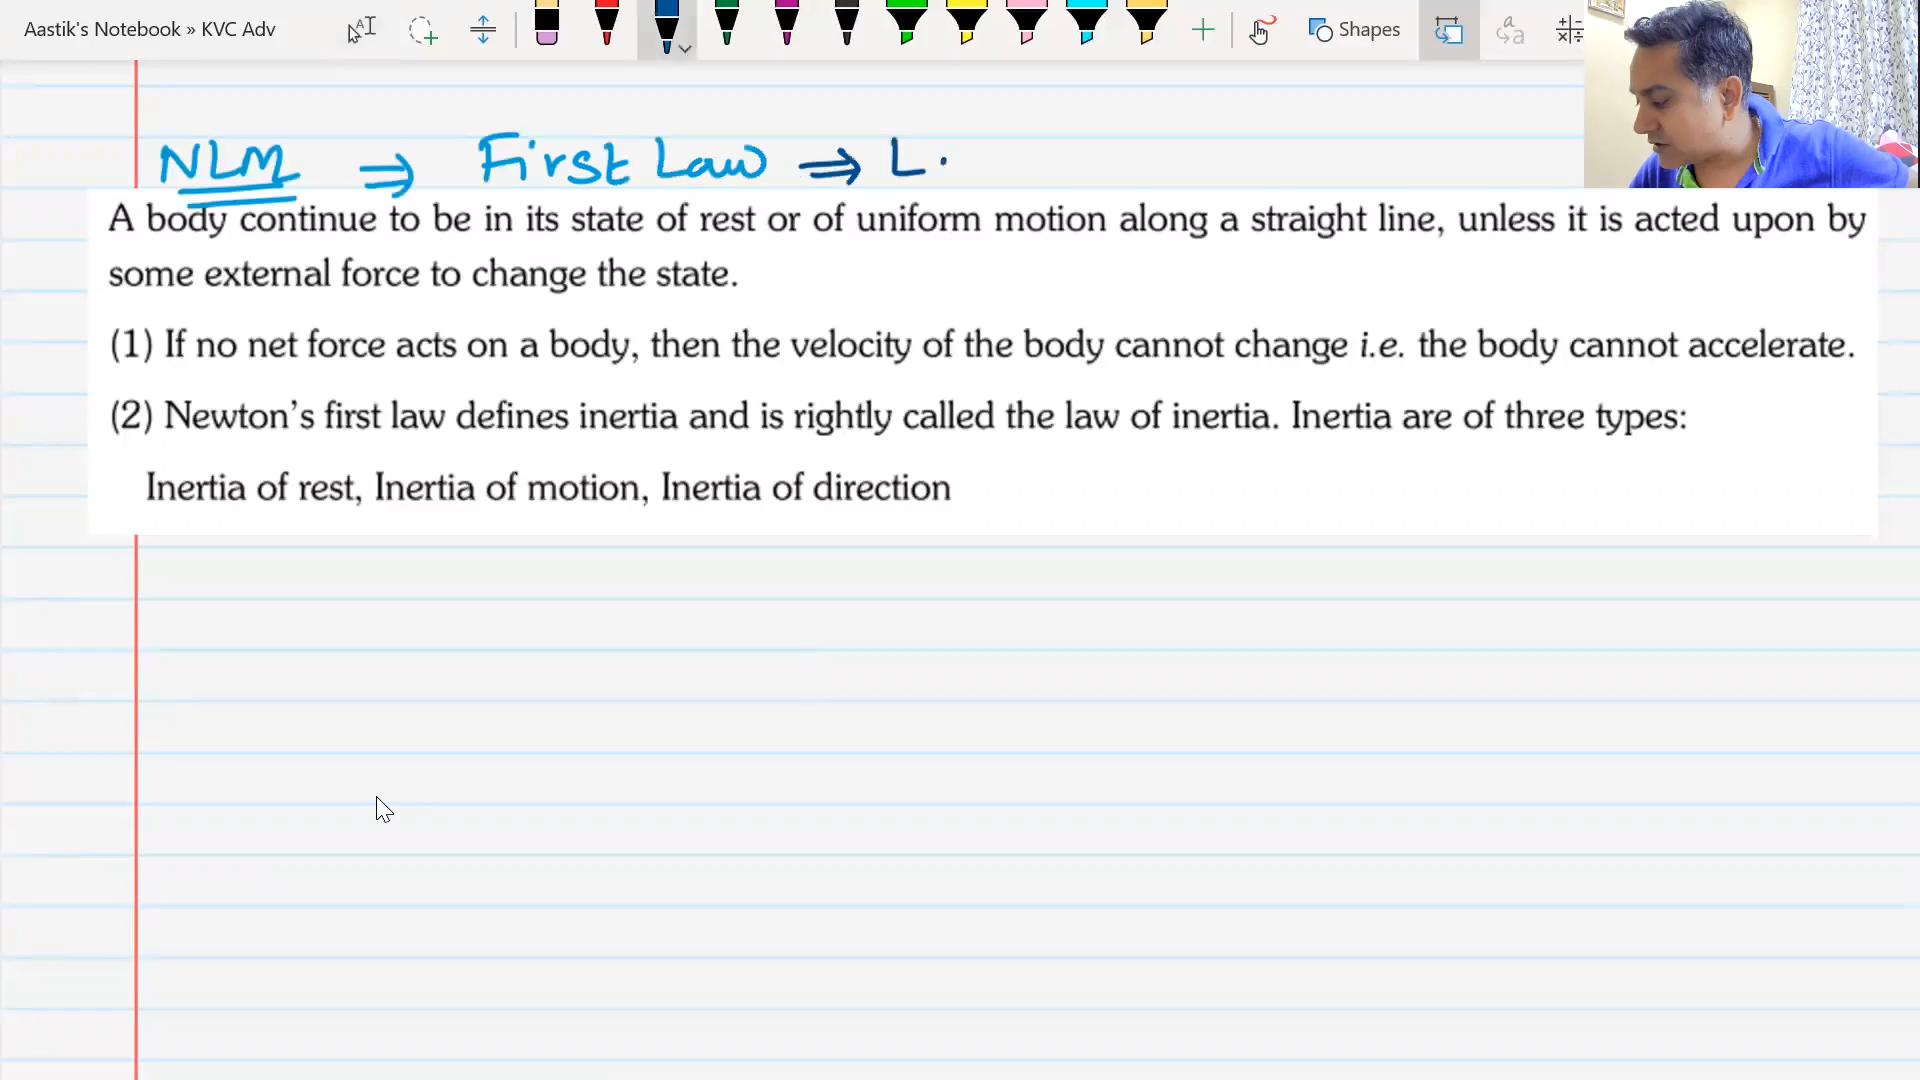 Aastik's Notebook » KVC Adv
Shapes
NLM ⇒ First Law ⇒ L.
A body continue to be in its state of rest or of uniform motion along a straight line, unless it is acted upon by
some external force to change the state.
(1) If no net force acts on a body, then the velocity of the body cannot change i.e. the body cannot accelerate.
(2) Newton’s first law defines inertia and is rightly called the law of inertia. Inertia are of three types:
Inertia of rest, Inertia of motion, Inertia of direction